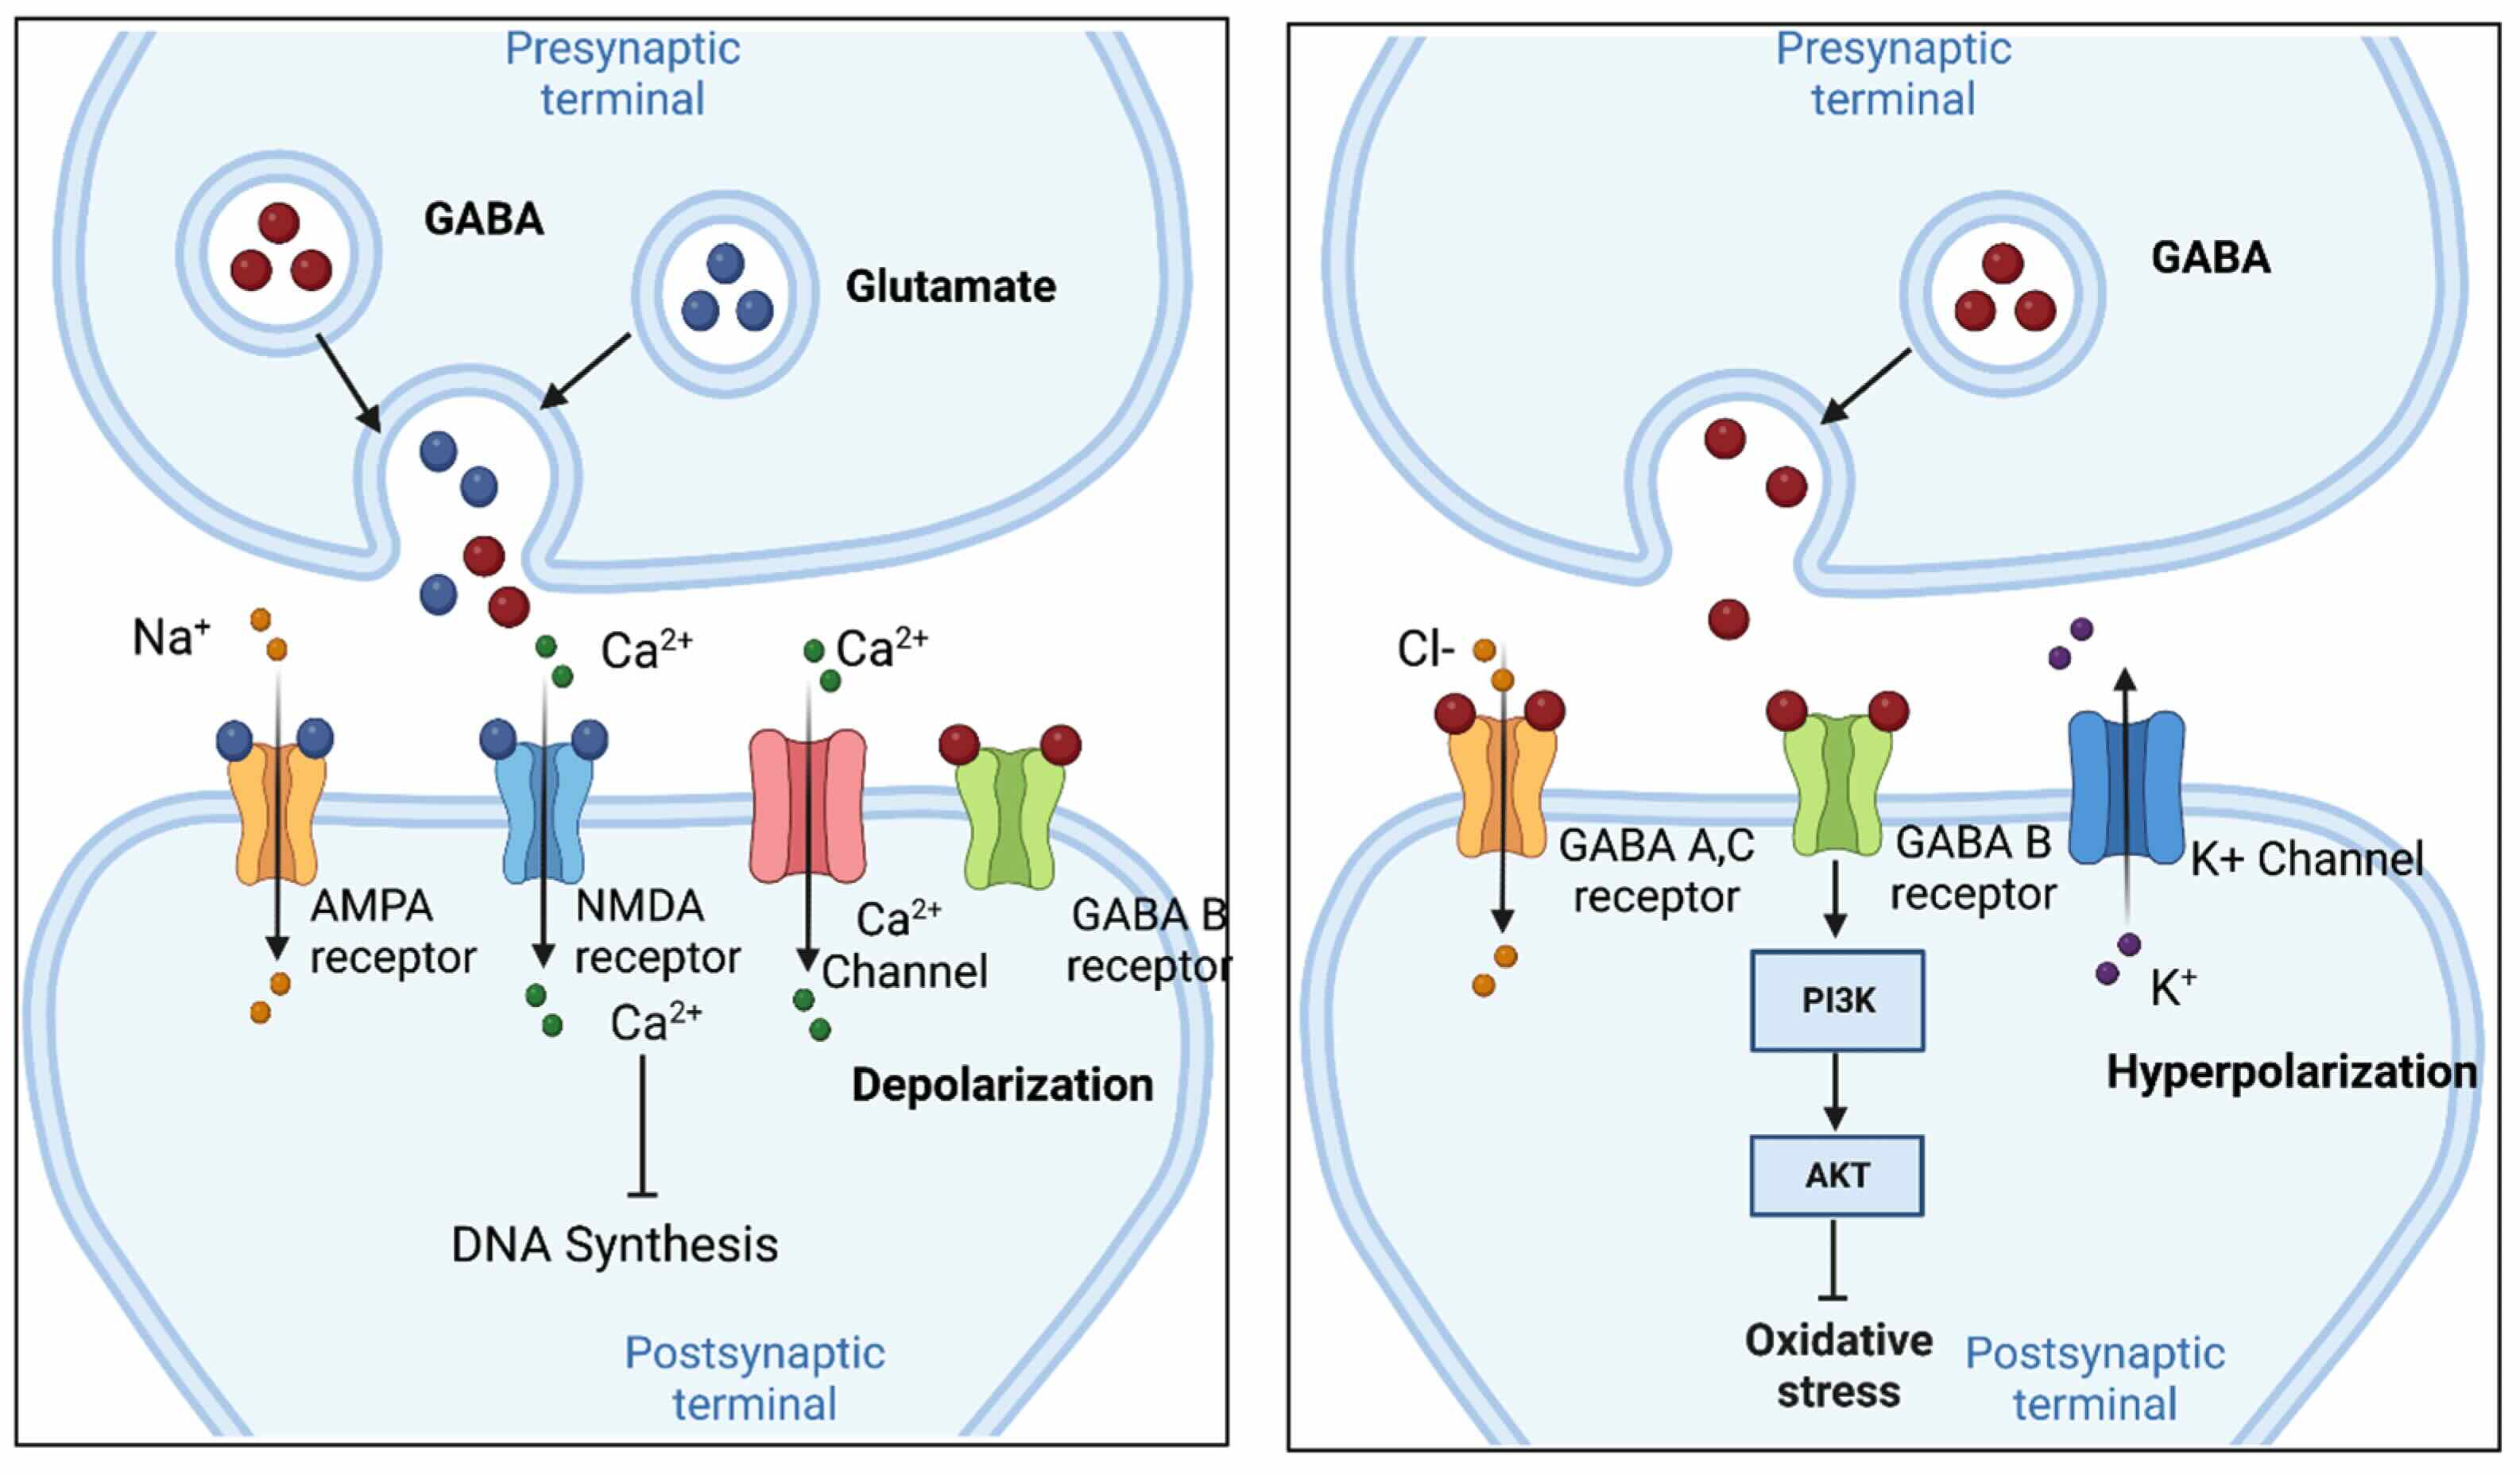 Presynaptic
terminal
GABA
Glutamate
Na⁺
Ca²⁺
Ca²⁺
AMPA
receptor
NMDA
receptor
Ca²⁺
Ca²⁺
Channel
GABA B
receptor
Depolarization
DNA Synthesis
Postsynaptic
terminal
Presynaptic
terminal
GABA
Cl-
GABA A,C
receptor
GABA B
receptor
K+ Channel
K⁺
PI3K
Hyperpolarization
AKT
Oxidative
stress
Postsynaptic
terminal